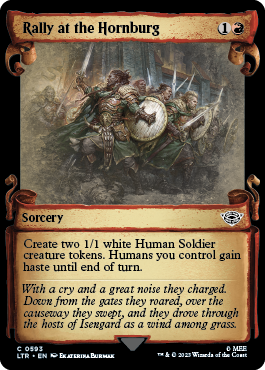 Rally at the Hornburg 1
Sorcery
Create two 1/1 white Human Soldier
creature tokens. Humans you control gain
haste until end of turn.
With a cry and a great noise they charged.
Down from the gates they roared, over the
causeway they swept, and they drove through
the hosts of Isengard as a wind among grass.
C 0593
LTR • EN Ekaterina Burmak
™ & © 2023 Wizards of the Coast